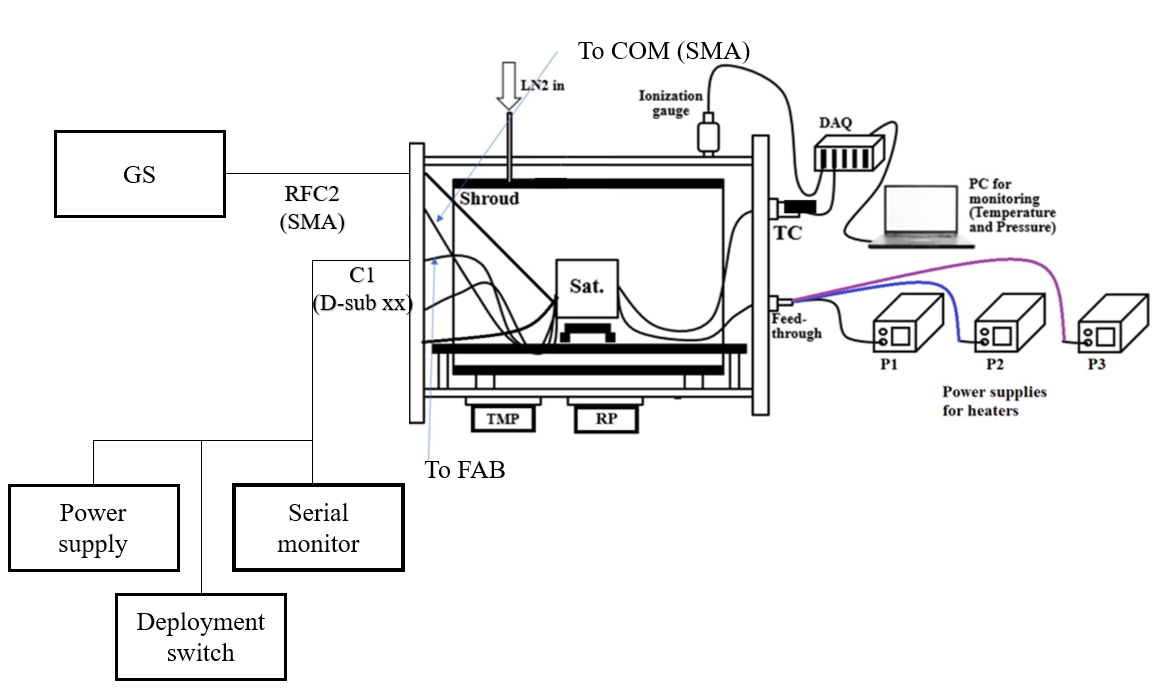 To COM (SMA)
LN2 in
Ionization
gauge
DAQ
GS
RFC2
(SMA)
Shroud
PC for
monitoring
(Temperature
and Pressure)
TC
C1
(D-sub xx)
Sat.
Feed-
through
P1
P2
P3
Power supplies
for heaters
TMP
RP
To FAB
Power
supply
Serial
monitor
Deployment
switch